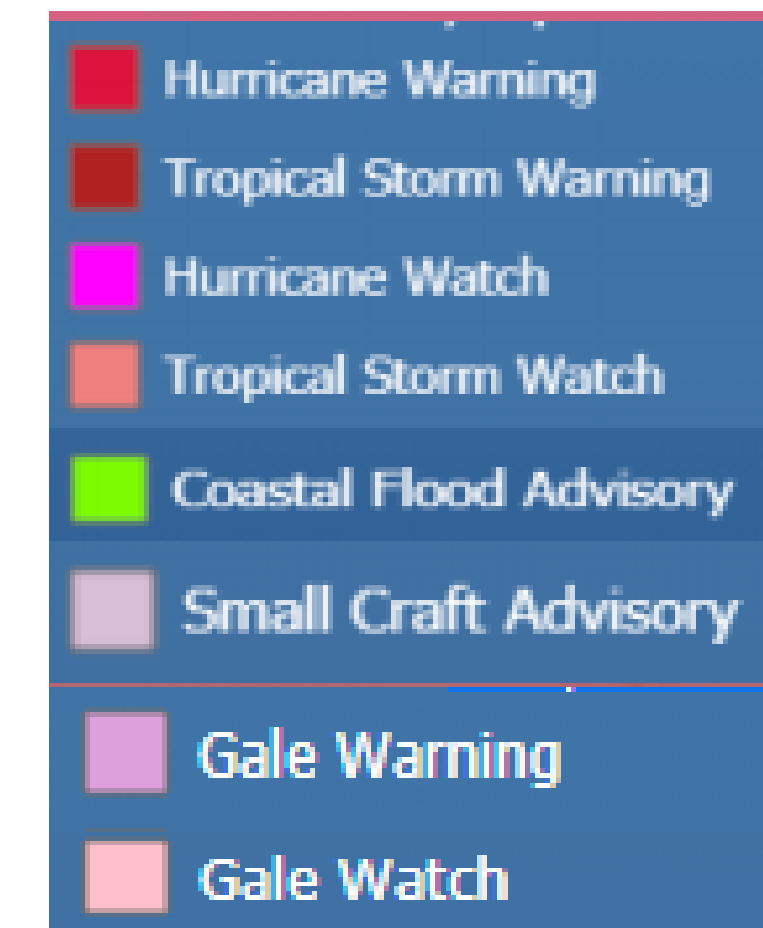 Hurricane Warning
Tropical Storm Warning
Hurricane Watch
Tropical Storm Watch
Coastal Flood Advisory
Small Craft Advisory
Gale Warning
Gale Watch